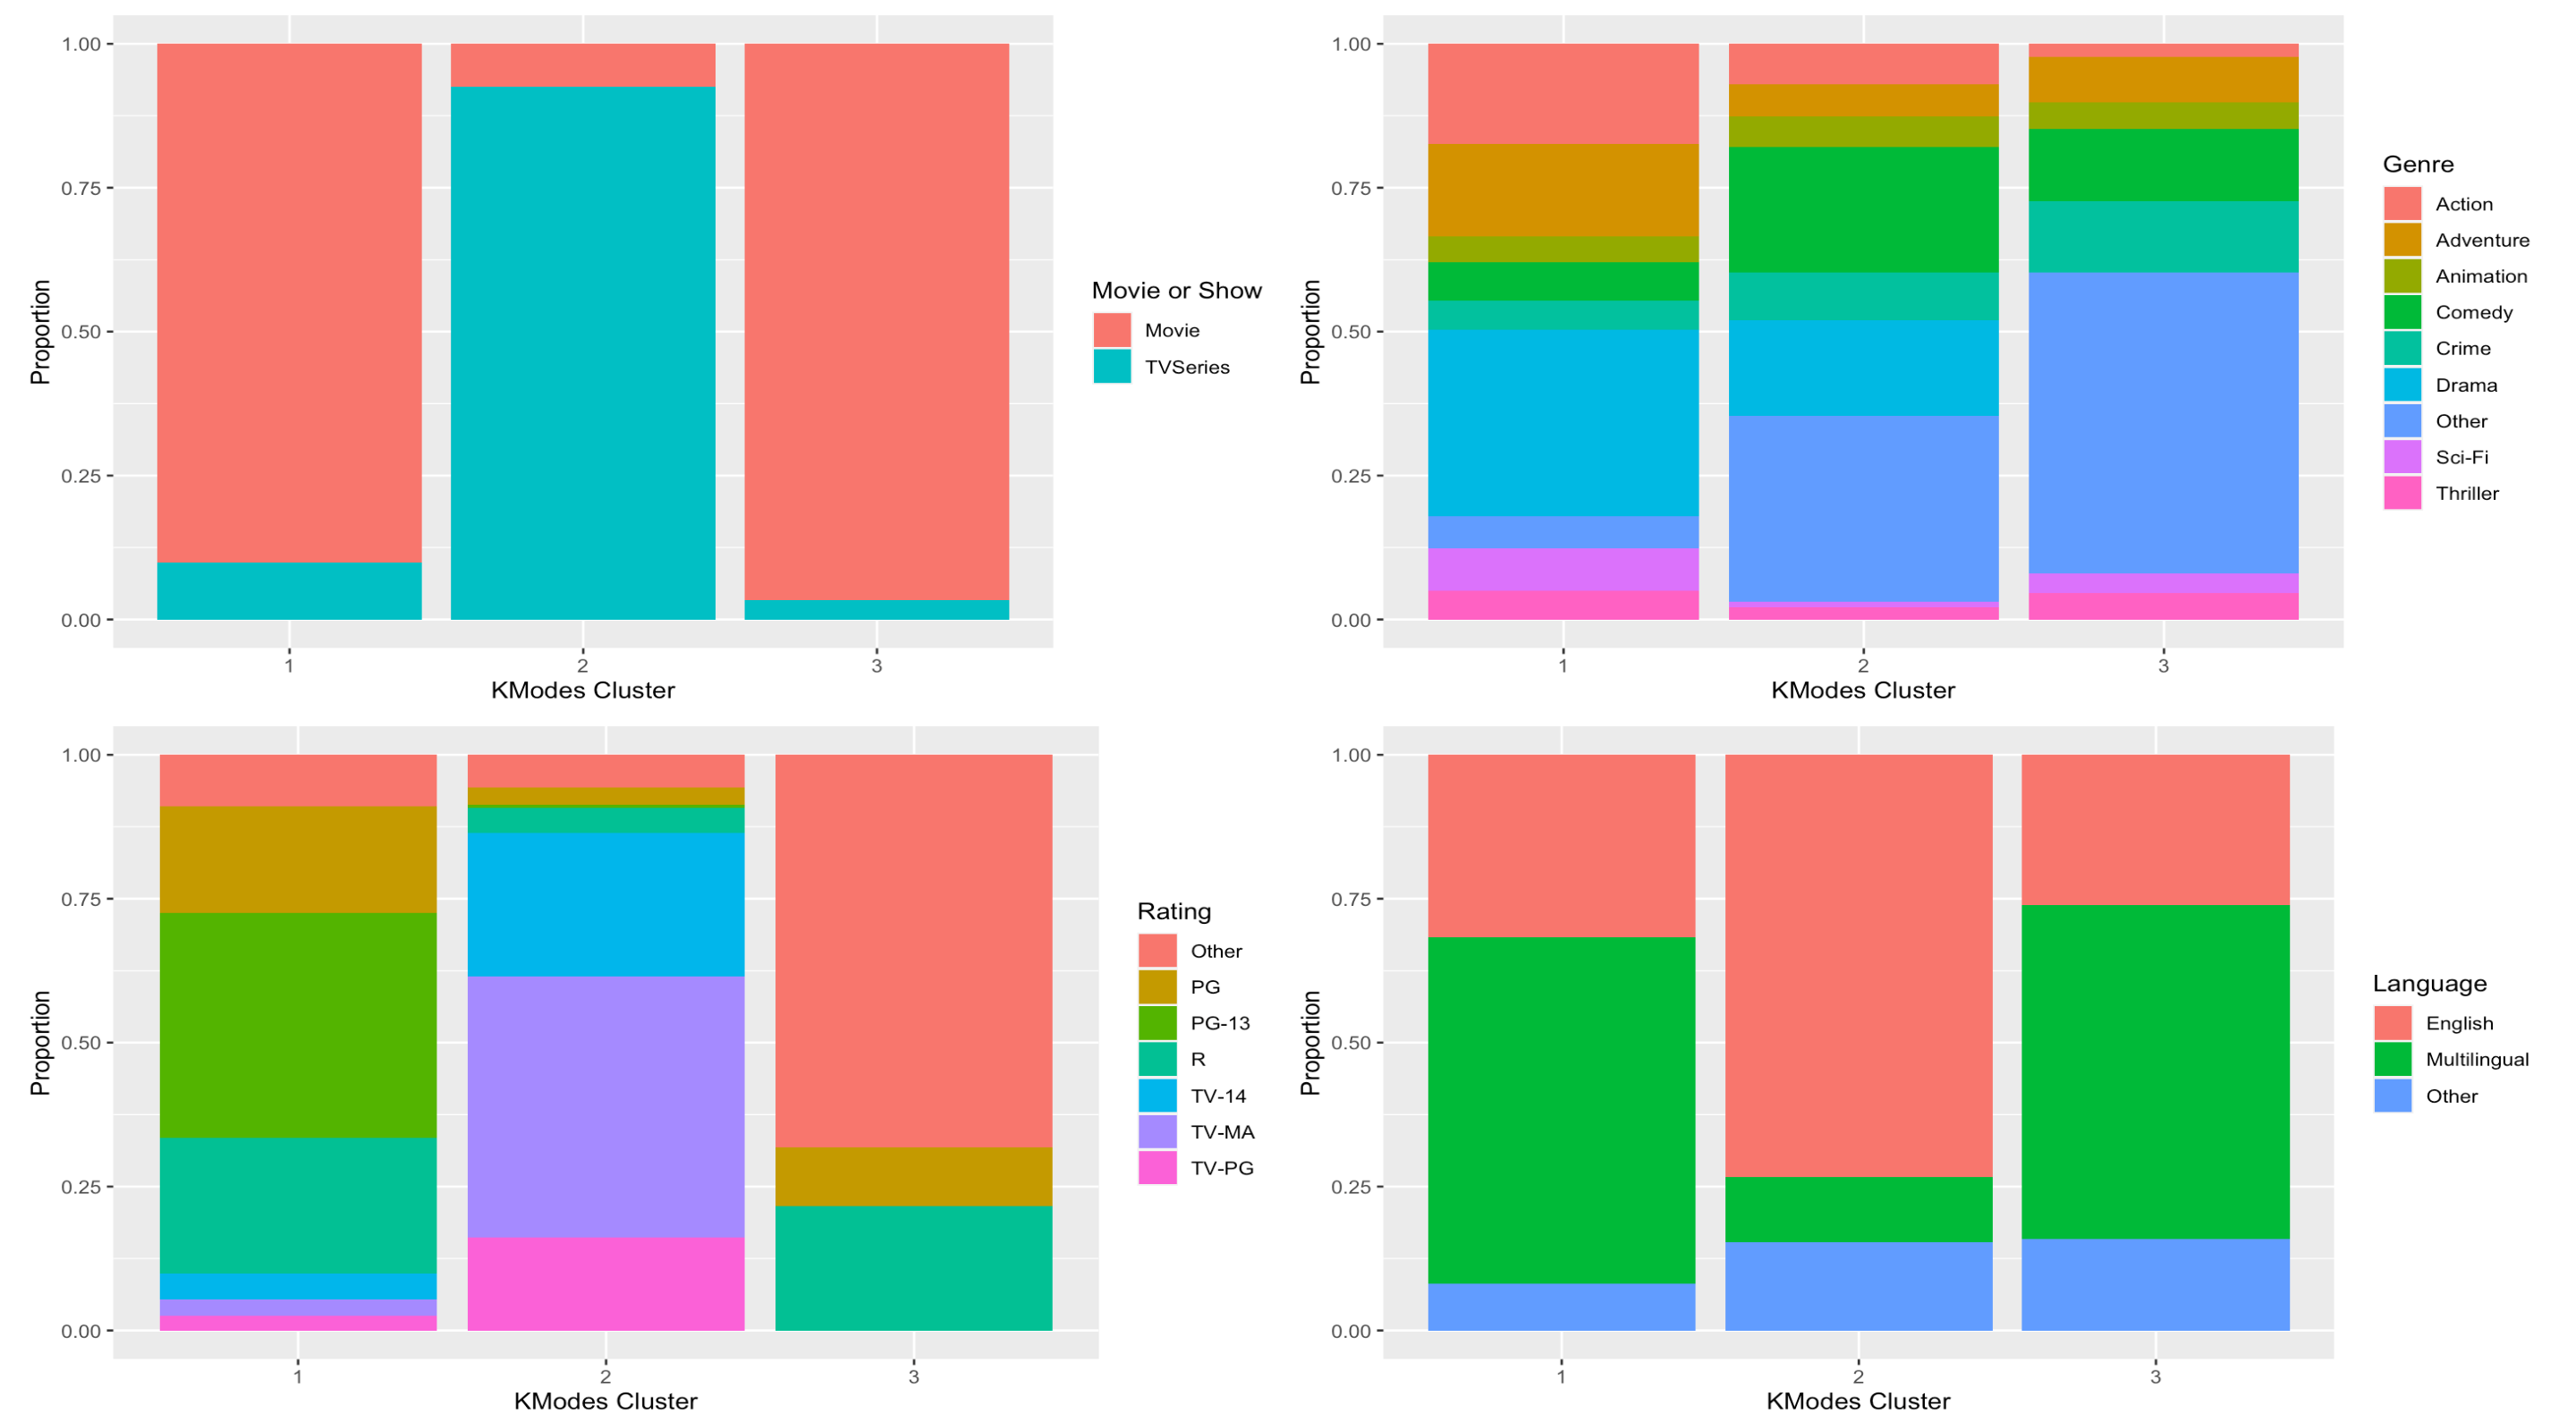 1.00
0.75
0.50
0.25
0.00
Proportion
1 2 3
KModes Cluster
Movie or Show
Movie
TVSeries
1.00
0.75
0.50
0.25
0.00
Proportion
1 2 3
KModes Cluster
Genre
Action
Adventure
Animation
Comedy
Crime
Drama
Other
Sci-Fi
Thriller
1.00
0.75
0.50
0.25
0.00
Proportion
1 2 3
KModes Cluster
Rating
Other
PG
PG-13
R
TV-14
TV-MA
TV-PG
1.00
0.75
0.50
0.25
0.00
Proportion
1 2 3
KModes Cluster
Language
English
Multilingual
Other